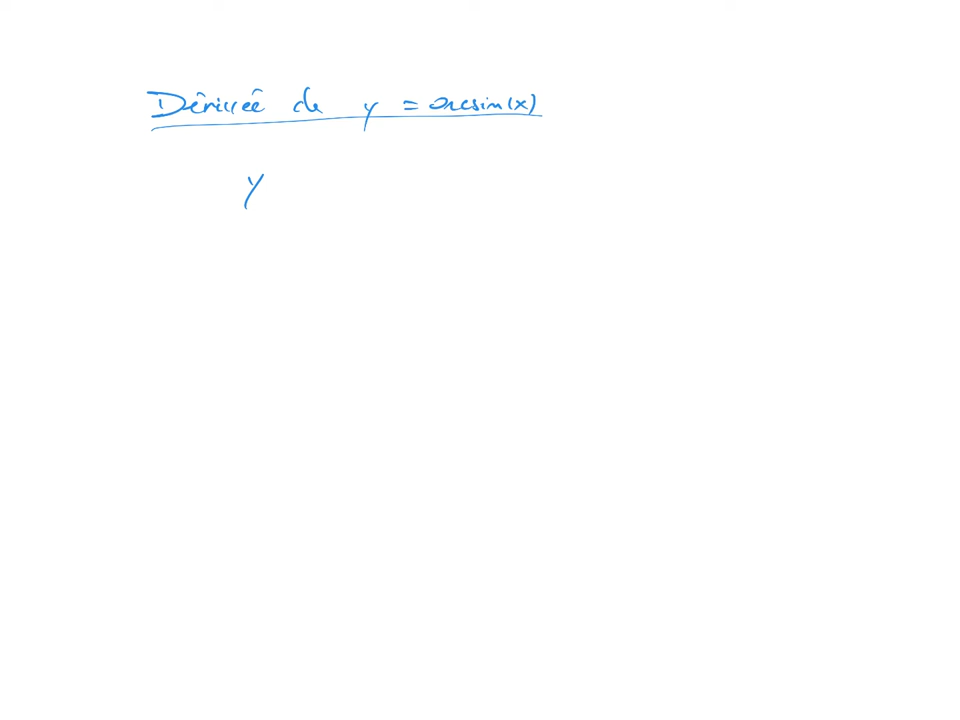 Dérivée de y = arcsin(x)
y